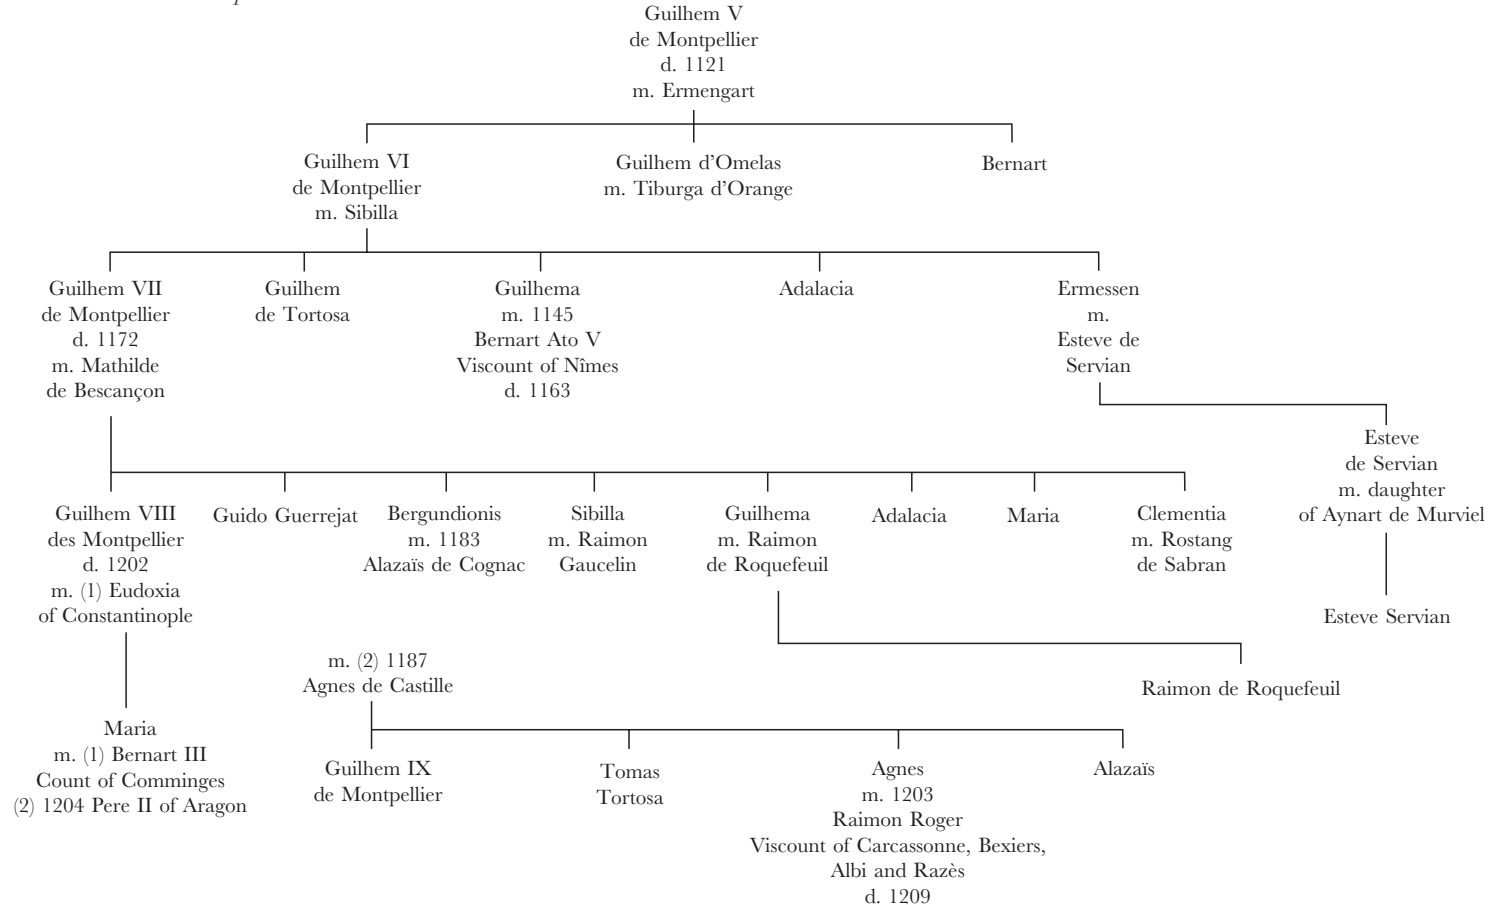 Guilhem V
de Montpellier
d. 1121
m. Ermengart
Guilhem VI
de Montpellier
m. Sibilla
Guilhem d’Omelas
m. Tiburga d’Orange
Bernart
Guilhem VII
de Montpellier
d. 1172
m. Mathilde
de Bescançon
Guilhem
de Tortosa
Guilhema
m. 1145
Bernart Ato V
Viscount of Nîmes
d. 1163
Adalacia
Ermessen
m.
Esteve de
Servian
Esteve
de Servian
m. daughter
of Aynart de Murviel
Guilhem VIII
des Montpellier
d. 1202
m. (1) Eudoxia
of Constantinople
Guido Guerrejat
Bergundionis
m. 1183
Alazaïs de Cognac
Sibilla
m. Raimon
Gaucelin
Guilhema
m. Raimon
de Roquefeuil
Adalacia
Maria
Clementia
m. Rostang
de Sabran
Esteve Servian
m. (2) 1187
Agnes de Castille
Raimon de Roquefeuil
Maria
m. (1) Bernart III
Count of Comminges
(2) 1204 Pere II of Aragon
Guilhem IX
de Montpellier
Tomas
Tortosa
Agnes
m. 1203
Raimon Roger
Viscount of Carcassonne, Bexiers,
Albi and Razès
d. 1209
Alazaïs